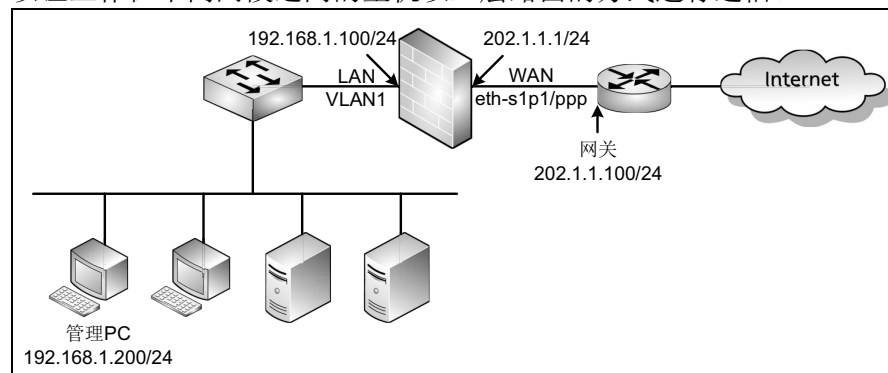 192.168.1.100/24
202.1.1.1/24
LAN
WAN
Internet
VLAN1
eth-s1p1/ppp
网关
202.1.1.100/24
管理PC
192.168.1.200/24